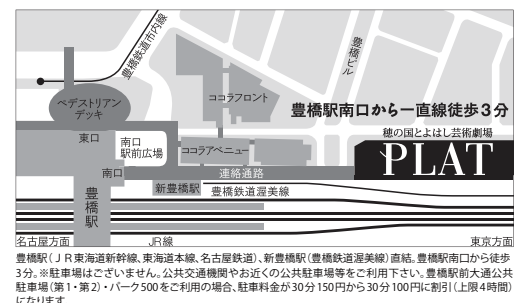 豊橋鉄道市内線
豊橋ビル
ペデストリアン
デッキ
ココラフロント
豊橋駅南口から一直線徒歩3分
穂の国とよはし芸術劇場
PLAT
東口
南口
駅前広場
ココラアベニュー
南口
連絡通路
新豊橋駅
豊橋鉄道渥美線
豊橋駅
名古屋方面
JR線
東京方面
豊橋駅(JR東海道新幹線、東海道本線、名古屋鉄道)、新豊橋駅(豊橋鉄道渥美線)直結。豊橋駅南口から徒歩
3分。※駐車場はございません。公共交通機関やお近くの公共駐車場等をご利用下さい。豊橋駅前大通公共
駐車場(第1・第2)・パーク500をご利用の場合、駐車料金が30分150円から30分100円に割引(上限4時間)
になります。